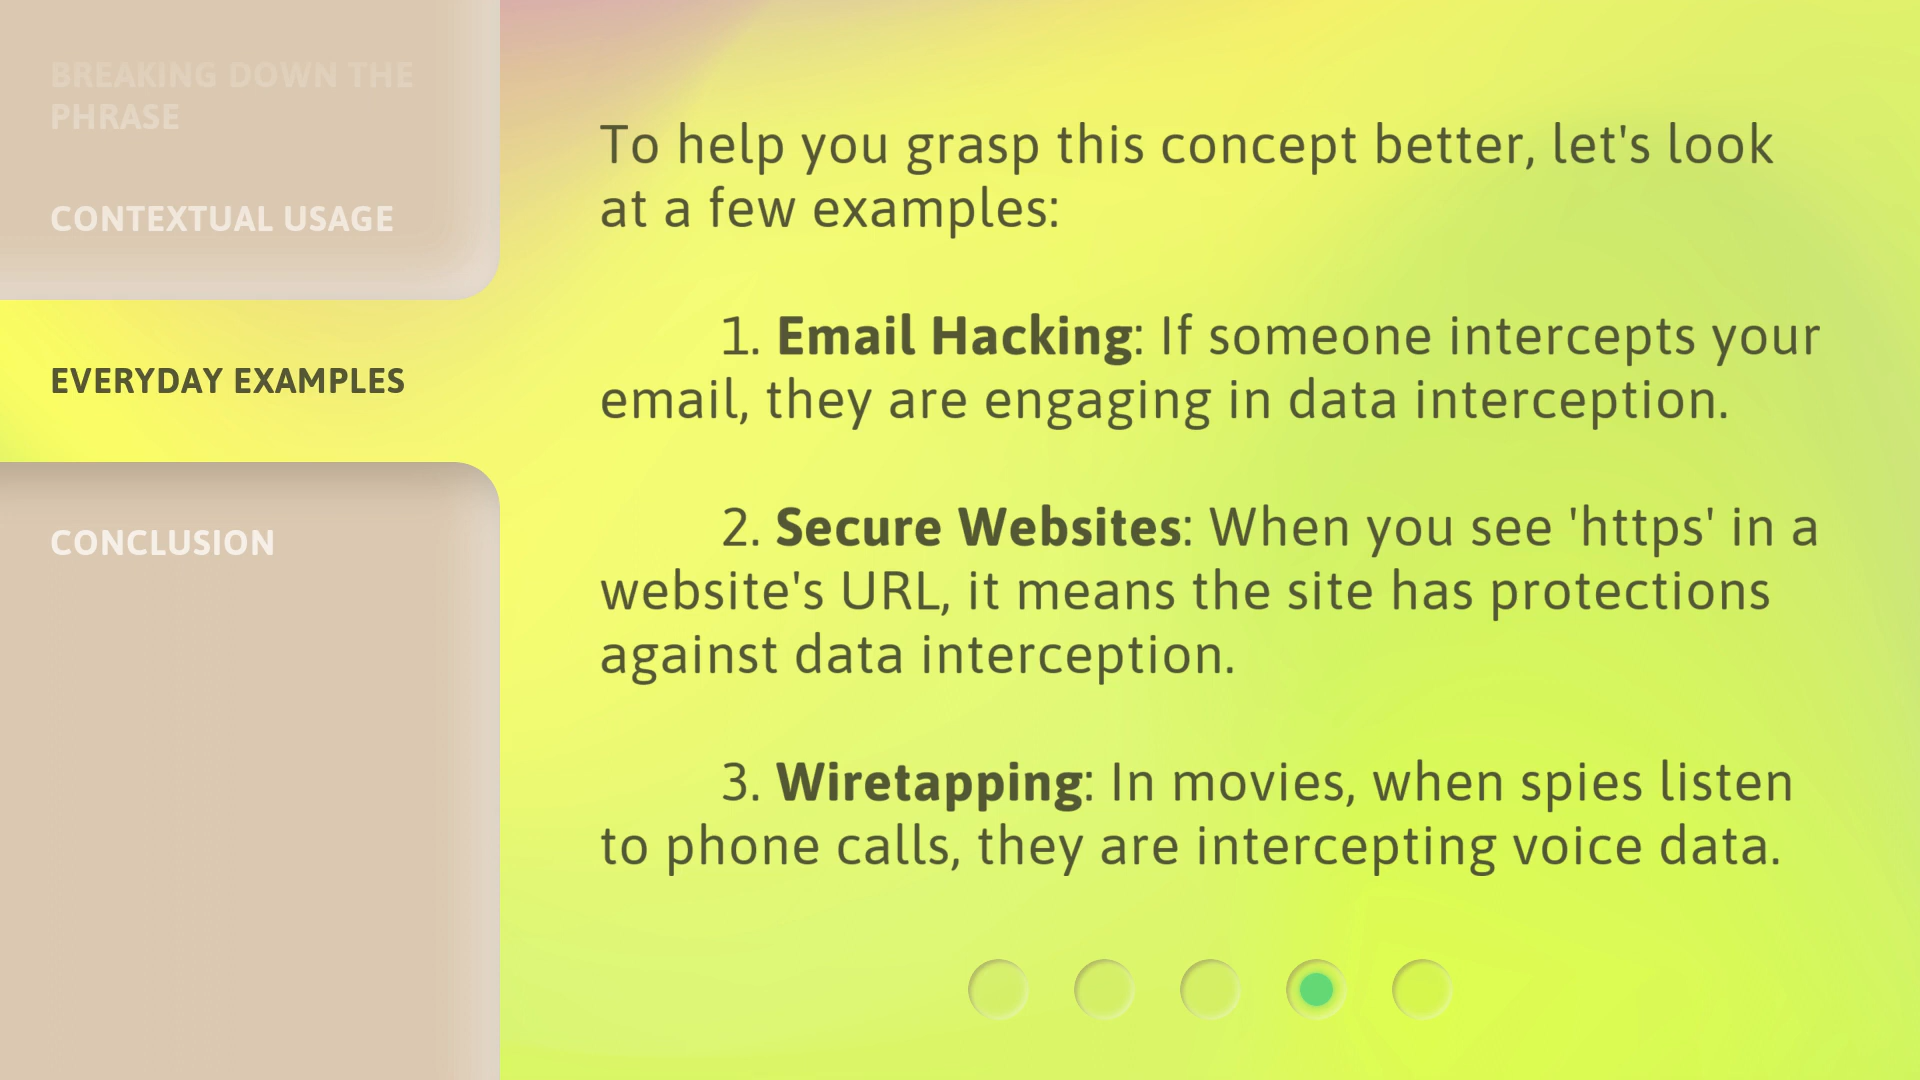 BREAKING DOWN THE
PHRASE
CONTEXTUAL USAGE
EVERYDAY EXAMPLES
CONCLUSION
To help you grasp this concept better, let's look
at a few examples:
1. Email Hacking: If someone intercepts your
email, they are engaging in data interception.
2. Secure Websites: When you see 'https' in a
website's URL, it means the site has protections
against data interception.
3. Wiretapping: In movies, when spies listen
to phone calls, they are intercepting voice data.